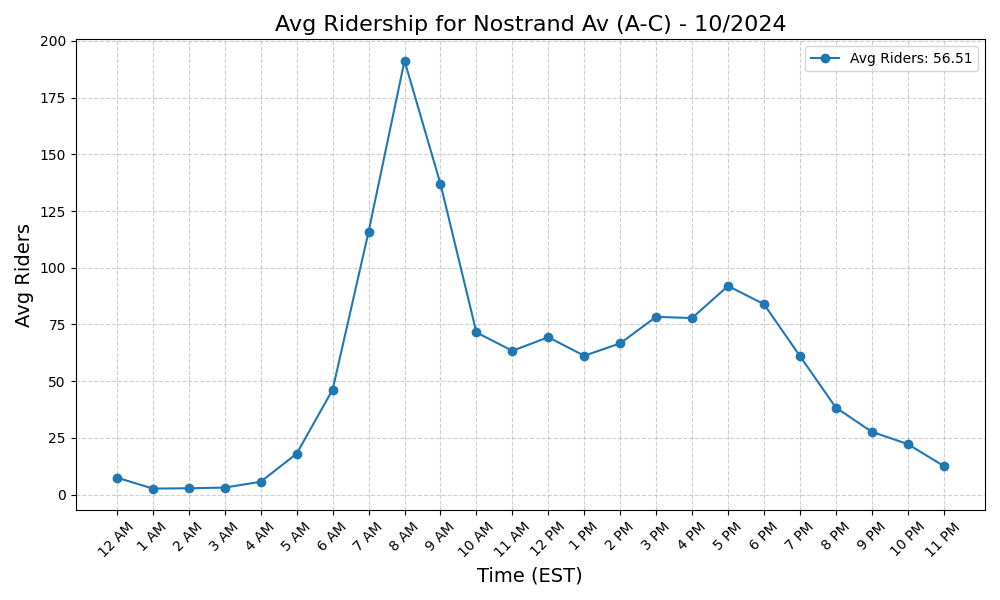 Avg Ridership for Nostrand Av (A-C) - 10/2024
Avg Riders: 56.51
200
175
150
125
100
75
50
25
0
Avg Riders
12 AM
1 AM
2 AM
3 AM
4 AM
5 AM
6 AM
7 AM
8 AM
9 AM
10 AM
11 AM
12 PM
1 PM
2 PM
3 PM
4 PM
5 PM
6 PM
7 PM
8 PM
9 PM
10 PM
11 PM
Time (EST)